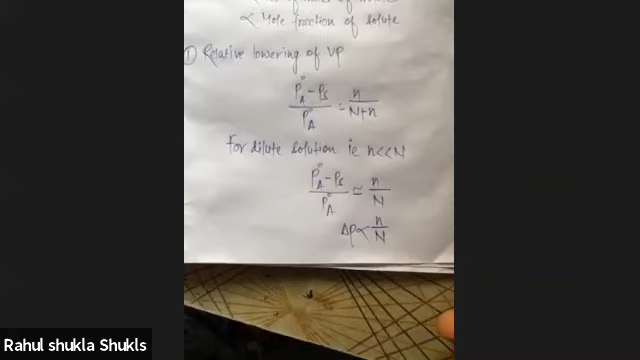 ∝ Mole fraction of solute
① Relative lowering of VP
P°A - Ps / P°A = n / N+n
For dilute solution ie n<<N
P°A - Ps / P°A ≃ n / N
Δp ∝ n / N
Rahul shukla Shukls